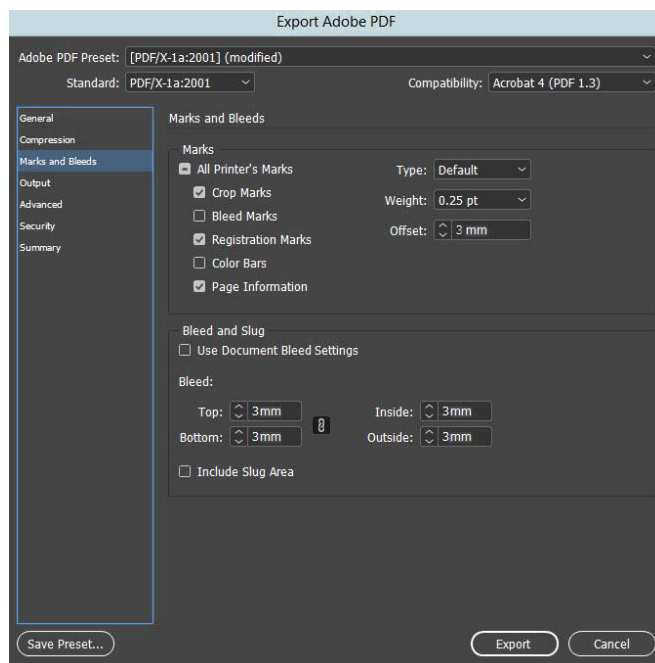 Export Adobe PDF
Adobe PDF Preset: [PDF/X-1a:2001] (modified)
Standard: PDF/X-1a:2001 Compatibility: Acrobat 4 (PDF 1.3)
General
Compression
Marks and Bleeds
Output
Advanced
Security
Summary
Marks and Bleeds
Marks
All Printer's Marks
Crop Marks
Bleed Marks
Registration Marks
Color Bars
Page Information
Type: Default
Weight: 0.25 pt
Offset: 3 mm
Bleed and Slug
Use Document Bleed Settings
Bleed:
Top: 3mm Inside: 3mm
Bottom: 3mm Outside: 3mm
Include Slug Area
Save Preset... Export Cancel